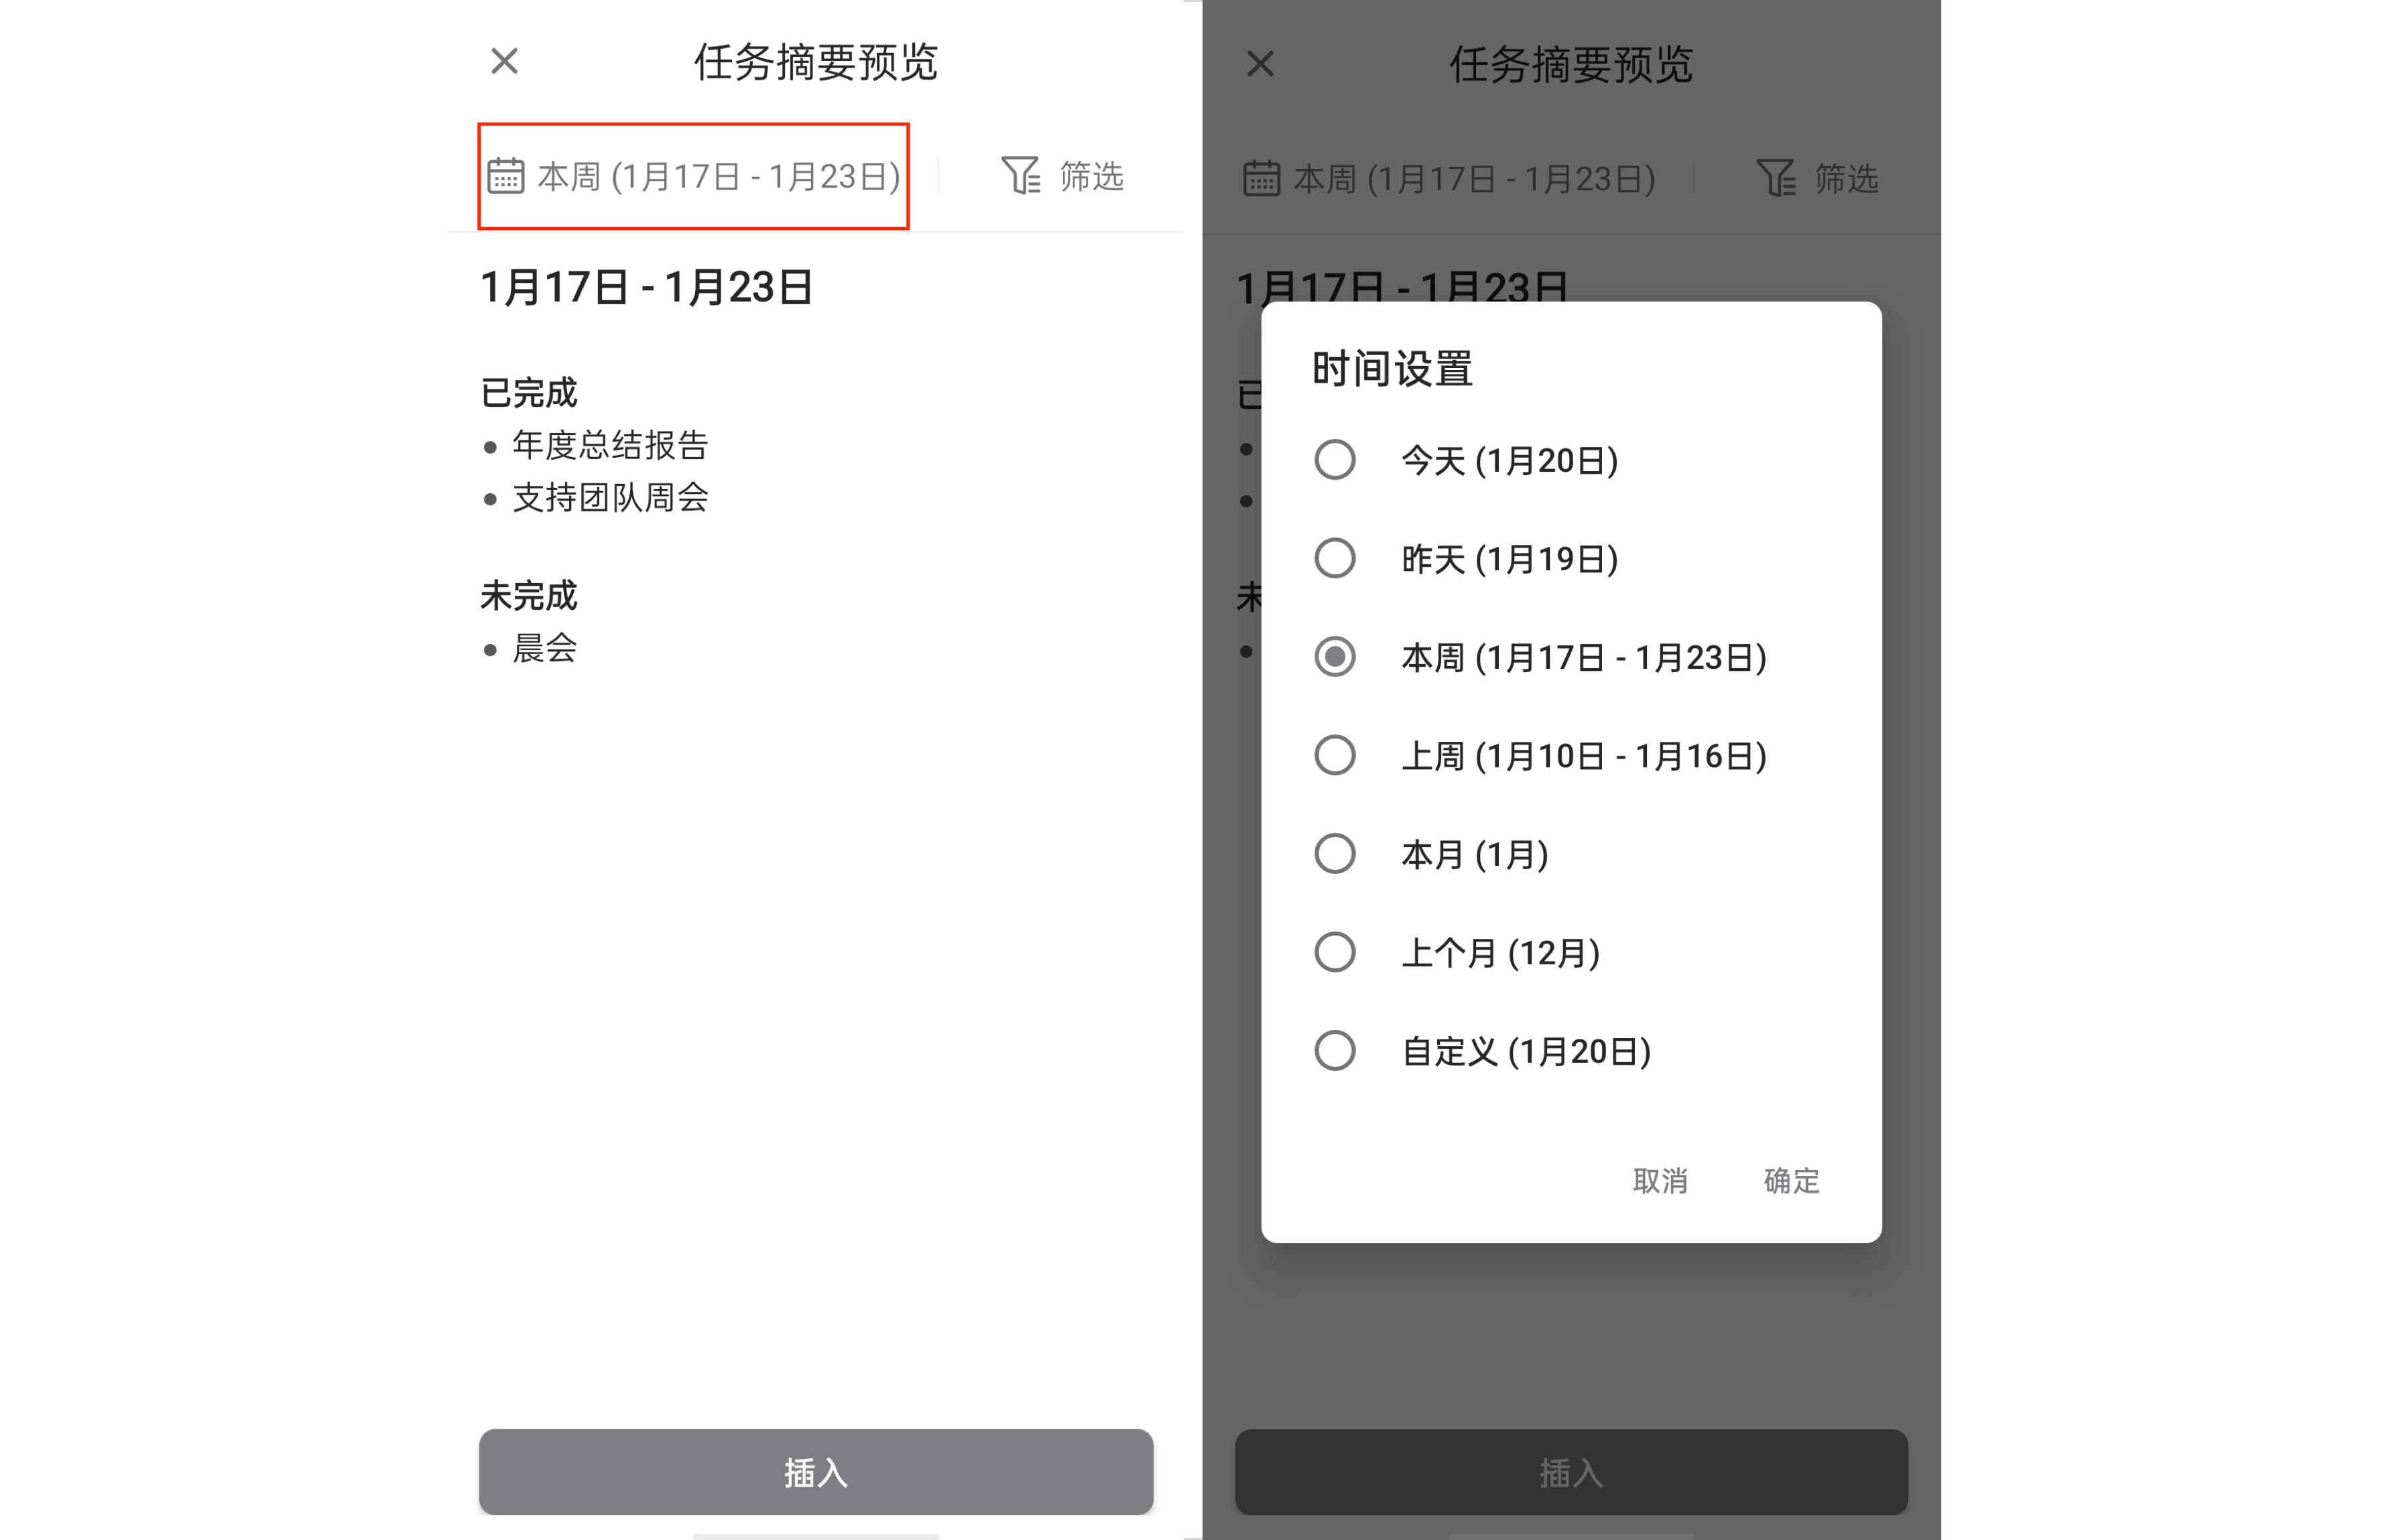 任务摘要预览
本周 (1月17日 - 1月23日)
筛选
1月17日 - 1月23日
已完成
年度总结报告
支持团队周会
未完成
晨会
插入
任务摘要预览
本周 (1月17日 - 1月23日)
筛选
1月17日 - 1月23日
时间设置
今天 (1月20日)
昨天 (1月19日)
本周 (1月17日 - 1月23日)
上周 (1月10日 - 1月16日)
本月 (1月)
上个月 (12月)
自定义 (1月20日)
取消
确定
插入